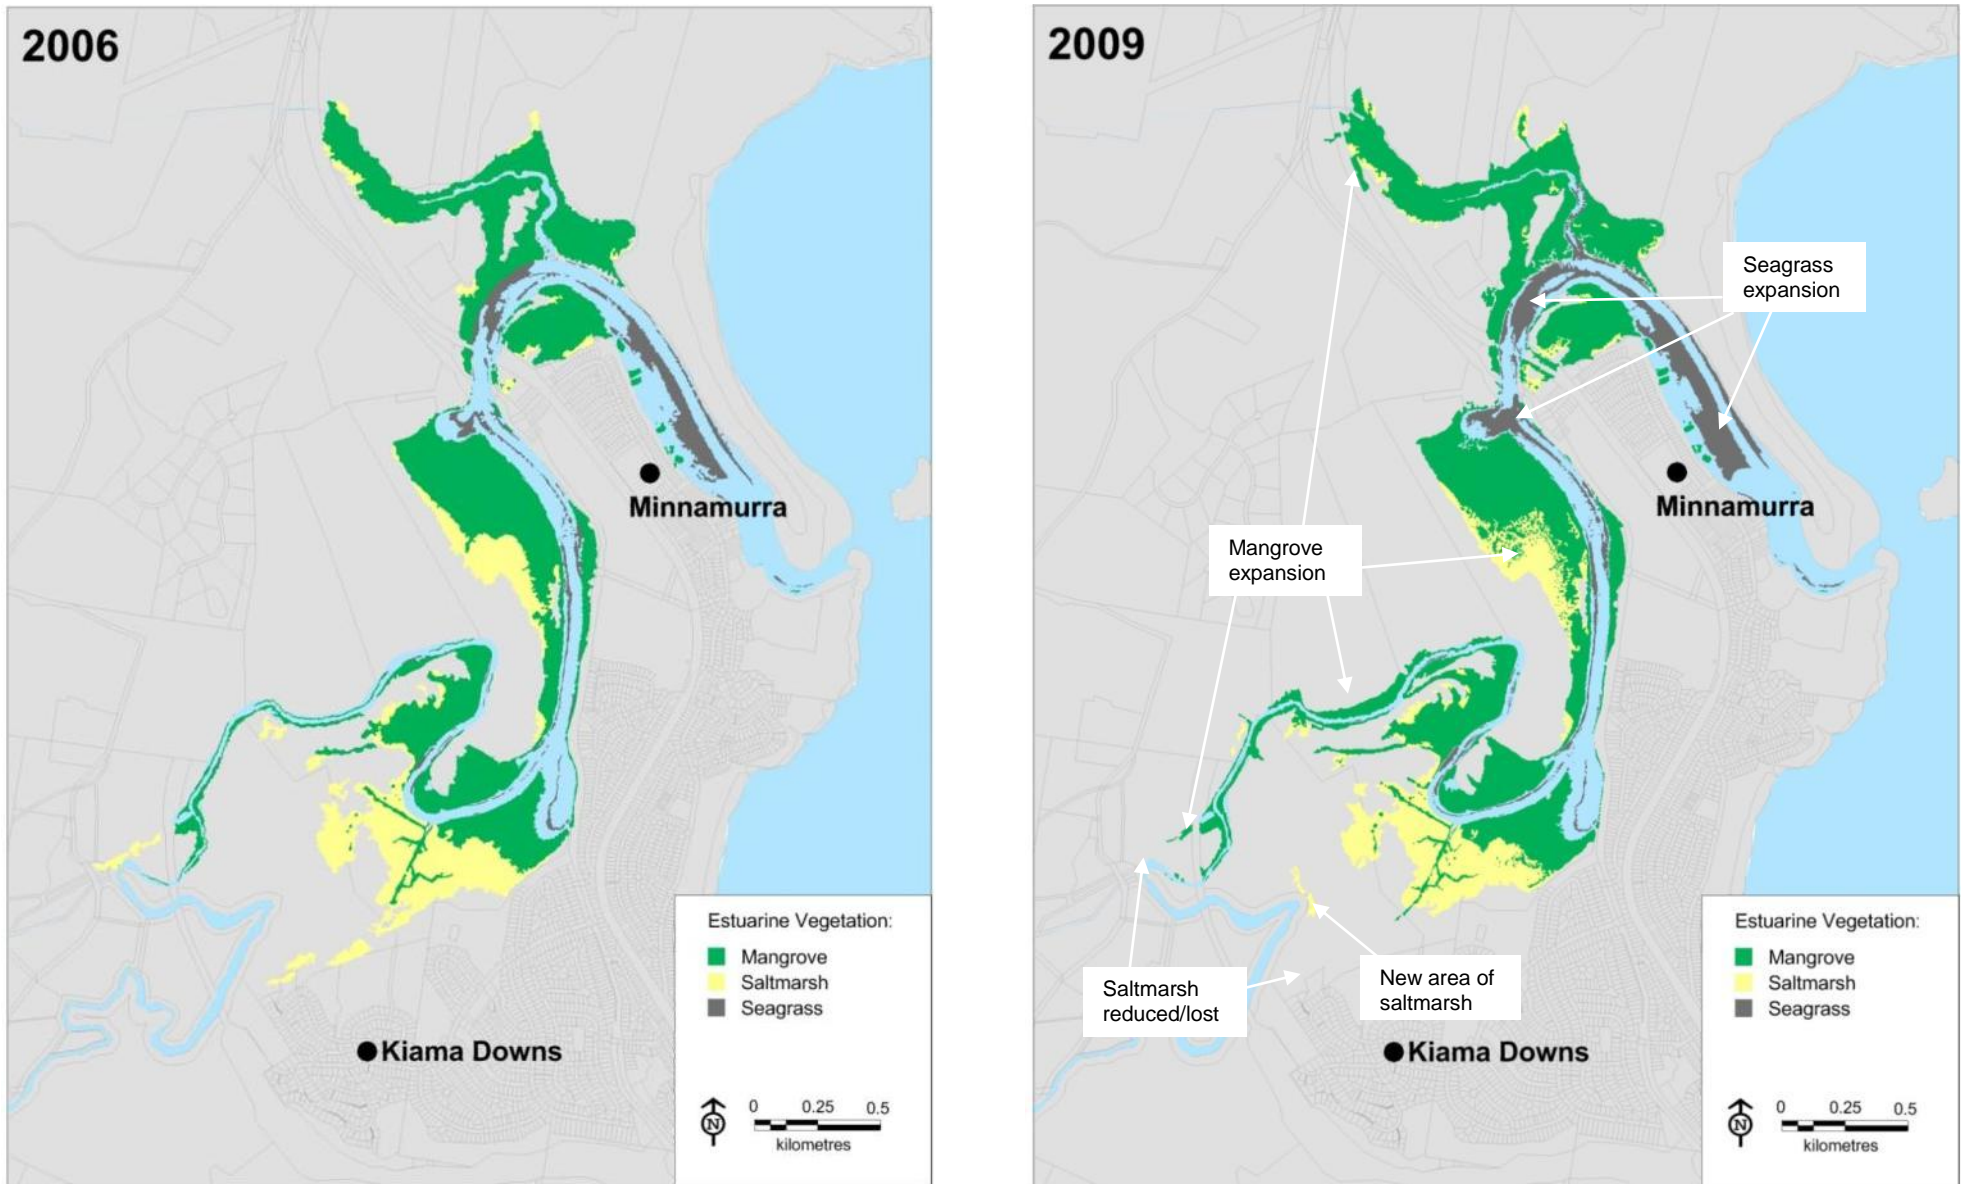 2006
Minnamurra
Kiama Downs
Estuarine Vegetation:
Mangrove
Saltmarsh
Seagrass
N
0 0.25 0.5
kilometres
2009
Seagrass
expansion
Minnamurra
Mangrove
expansion
Saltmarsh
reduced/lost
New area of
saltmarsh
Kiama Downs
Estuarine Vegetation:
Mangrove
Saltmarsh
Seagrass
N
0 0.25 0.5
kilometres